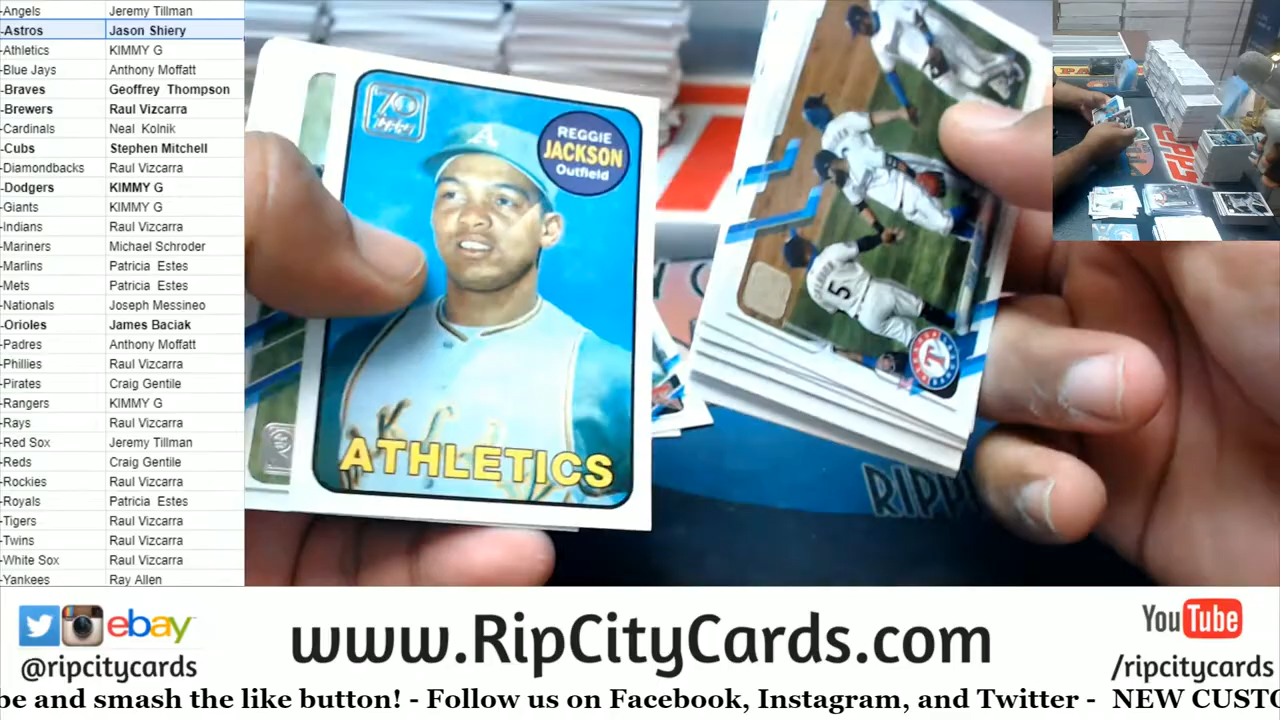 -Angels Jeremy Tillman
-Astros Jason Shiery
-Athletics KIMMY G
-Blue Jays Anthony Moffatt
-Braves Geoffrey Thompson
-Brewers Raul Vizcarra
-Cardinals Neal Kolnik
-Cubs Stephen Mitchell
-Diamondbacks Raul Vizcarra
-Dodgers KIMMY G
-Giants KIMMY G
-Indians Raul Vizcarra
-Mariners Michael Schroder
-Marlins Patricia Estes
-Mets Patricia Estes
-Nationals Joseph Messineo
-Orioles James Baciak
-Padres Anthony Moffatt
-Phillies Raul Vizcarra
-Pirates Craig Gentile
-Rangers KIMMY G
-Rays Raul Vizcarra
-Red Sox Jeremy Tillman
-Reds Craig Gentile
-Rockies Raul Vizcarra
-Royals Patricia Estes
-Tigers Raul Vizcarra
-Twins Raul Vizcarra
-White Sox Raul Vizcarra
-Yankees Ray Allen
70
A
REGGIE
JACKSON
Outfield
ATHLETICS
5
T
RIPP
ebay
@ripcitycards
www.RipCityCards.com
YouTube
/ripcitycards
be and smash the like button! - Follow us on Facebook, Instagram, and Twitter - NEW CUSTO